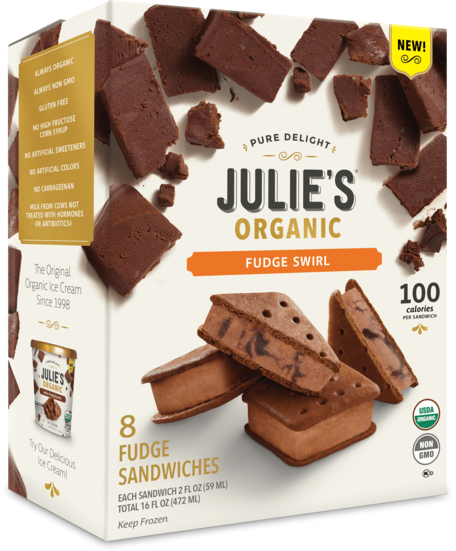 ALWAYS ORGANIC
ALWAYS NON GMO
GLUTEN FREE
NO HIGH FRUCTOSE
CORN SYRUP
NO ARTIFICIAL SWEETENERS
NO ARTIFICIAL COLORS
NO CARRAGEENAN
MILK FROM COWS NOT
TREATED WITH HORMONES
OR ANTIBIOTICS‡
The Original
Organic Ice Cream
Since 1998
JULIE'S
ORGANIC
Try Our Delicious
Ice Cream!
NEW!
PURE DELIGHT
JULIE'S®
ORGANIC
FUDGE SWIRL
100
calories
PER SANDWICH
USDA
ORGANIC
NON
GMO
8
FUDGE
SANDWICHES
EACH SANDWICH 2 FL OZ (59 ML)
TOTAL 16 FL OZ (472 ML)
Keep Frozen